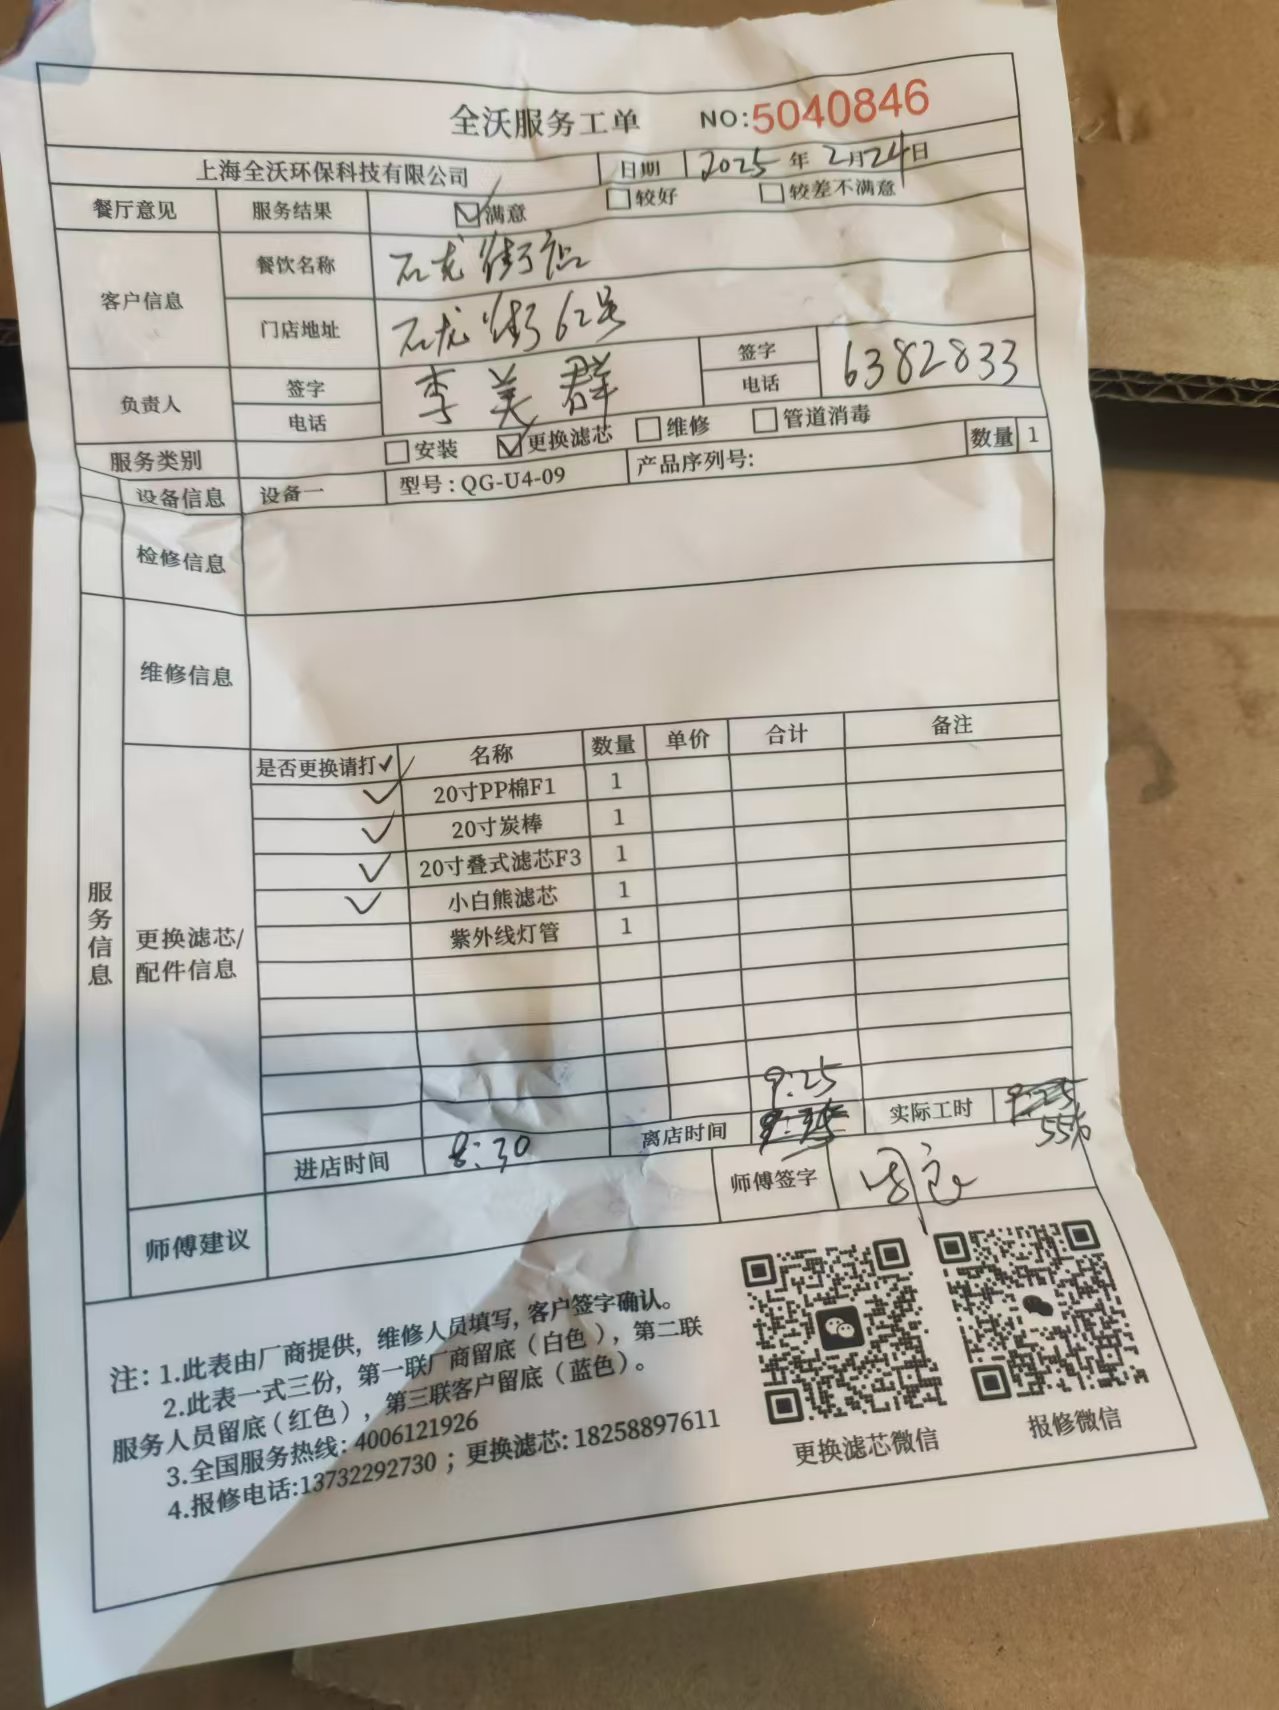 全沃服务工单 NO:5040846
上海全沃环保科技有限公司 日期 2025年2月24日
餐厅意见 服务结果 满意 较好 较差不满意
客户信息 餐饮名称 石龙街店
门店地址 石龙街62号
负责人 签字 电话 李美群 签字 电话 6382833
服务类别 安装 更换滤芯 维修 管道消毒
设备信息 设备一 型号:QG-U4-09 产品序列号: 数量 1
检修信息
维修信息
服务信息
更换滤芯/
配件信息
是否更换请打✓ 名称 数量 单价 合计 备注
✓ 20寸PP棉F1 1
✓ 20寸炭棒 1
✓ 20寸叠式滤芯F3 1
✓ 小白熊滤芯 1
紫外线灯管 1
进店时间 8:30 离店时间 9:25 实际工时 55分
师傅建议 师傅签字
注:1.此表由厂商提供,维修人员填写,客户签字确认。
2.此表一式三份,第一联厂商留底(白色),第二联
服务人员留底(红色),第三联客户留底(蓝色)。
3.全国服务热线:4006121926
4.报修电话:13732292730;更换滤芯:18258897611
更换滤芯微信 报修微信